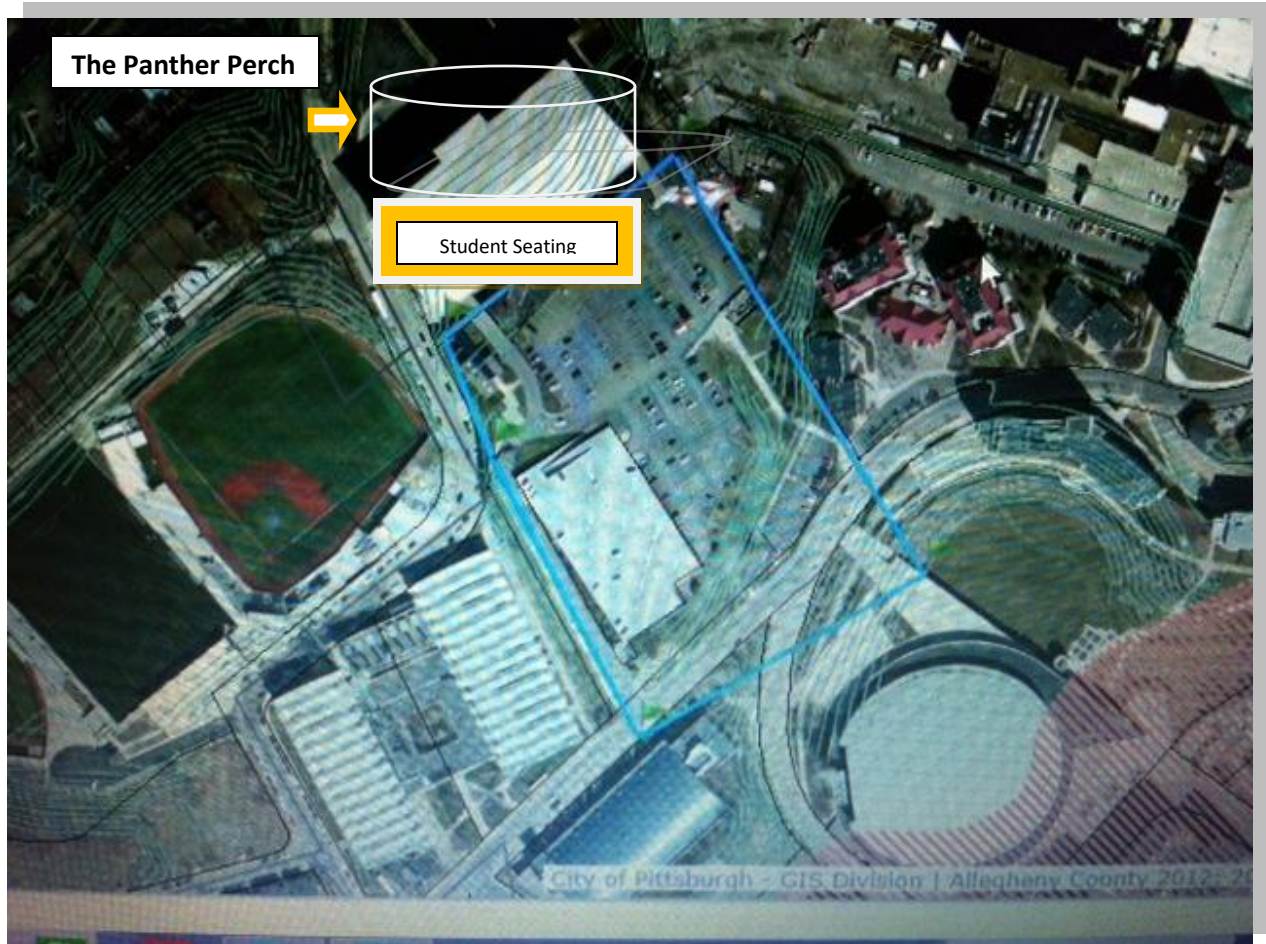 The Panther Perch
Student Seating
City of Pittsburgh - GIS Division | Allegheny County 2012;